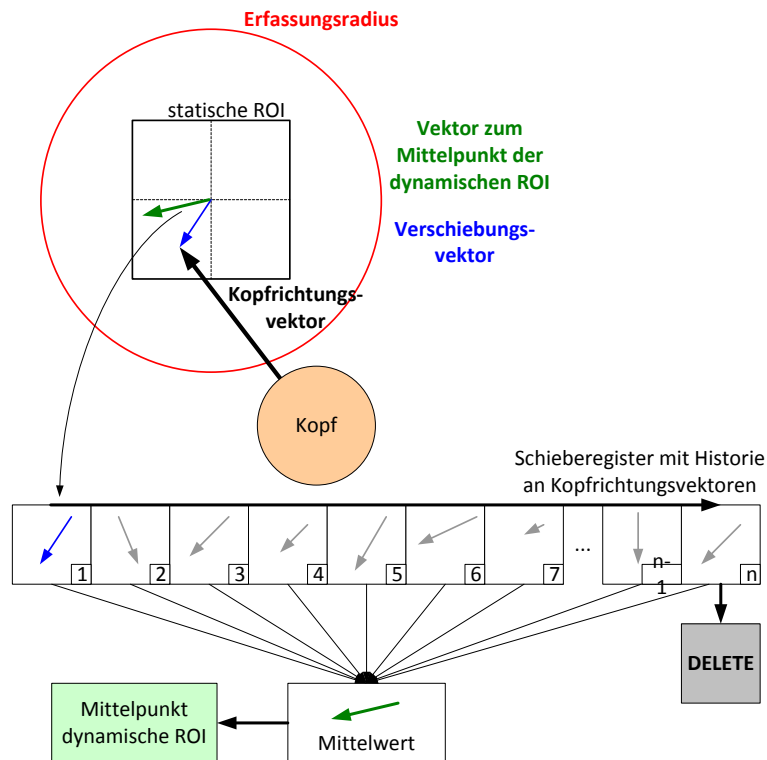 Erfassungsradius
statische ROI
Vektor zum
Mittelpunkt der
dynamischen ROI
Verschiebungs-
vektor
Kopfrichtungs-
vektor
Kopf
Schieberegister mit Historie
an Kopfrichtungsvektoren
1
2
3
4
5
6
7
...
n-
1
n
DELETE
Mittelpunkt
dynamische ROI
Mittelwert